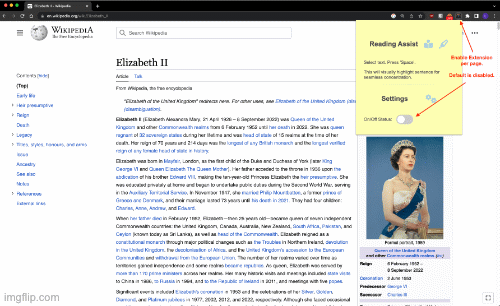 Elizabeth II - Wikipedia
en.wikipedia.org/wiki/Elizabeth_II
WIKIPEDIA
The Free Encyclopedia
Search Wikipedia
Reading Assist
Select text. Press 'Space'.
This will visually highlight sentences for
seamless concentration.
Settings
On/Off Status:
Enable Extension
per page.
Default is disabled.
Contents [hide]
(Top)
Early life
Heir presumptive
Reign
Death
Legacy
Titles, styles, honours, and arms
Issue
Ancestry
See also
Notes
References
External links
Elizabeth II
Article Talk
From Wikipedia, the free encyclopedia
"Elizabeth of the United Kingdom" redirects here. For other uses, see Elizabeth of the United Kingdom
(disambiguation).
Elizabeth II (Elizabeth Alexandra Mary; 21 April 1926 – 8 September 2022) was Queen of the United
Kingdom and other Commonwealth realms from 6 February 1952 until her death in 2022. She was queen
regnant of 32 sovereign states during her lifetime and was head of state of 15 realms at the time of her
death. Her reign of 70 years and 214 days was the longest of any British monarch and the longest verified
reign of any female head of state in history.
Elizabeth was born in Mayfair, London, as the first child of the Duke and Duchess of York (later King
George VI and Queen Elizabeth The Queen Mother). Her father acceded to the throne in 1936 upon the
abdication of his brother Edward VIII, making the ten-year-old Princess Elizabeth the heir presumptive. She
was educated privately at home and began to undertake public duties during the Second World War, serving
in the Auxiliary Territorial Service. In November 1947, she married Philip Mountbatten, a former prince of
Greece and Denmark, and their marriage lasted 73 years until his death in 2021. They had four children:
Charles, Anne, Andrew, and Edward.
When her father died in February 1952, Elizabeth—then 25 years old—became queen of seven independent
Commonwealth countries: the United Kingdom, Canada, Australia, New Zealand, South Africa, Pakistan, and
Ceylon (known today as Sri Lanka), as well as head of the Commonwealth. Elizabeth reigned as a
constitutional monarch through major political changes such as the Troubles in Northern Ireland, devolution
in the United Kingdom, the decolonisation of Africa, and the United Kingdom's accession to the European
Communities and withdrawal from the European Union. The number of her realms varied over time as
territories gained independence and some realms became republics. As queen, Elizabeth was served by
more than 170 prime ministers across her realms. Her many historic visits and meetings included state visits
to China in 1986, to Russia in 1994, and to the Republic of Ireland in 2011, and meetings with five popes.
Significant events included Elizabeth's coronation in 1953 and the celebrations of her Silver, Golden,
Diamond, and Platinum jubilees in 1977, 2002, 2012, and 2022, respectively. Although she faced occasional
Formal portrait, 1959
Queen of the United Kingdom
and other Commonwealth realms
Reign 6 February 1952 –
8 September 2022
Coronation 2 June 1953
Predecessor George VI
Successor Charles III
imgflip.com